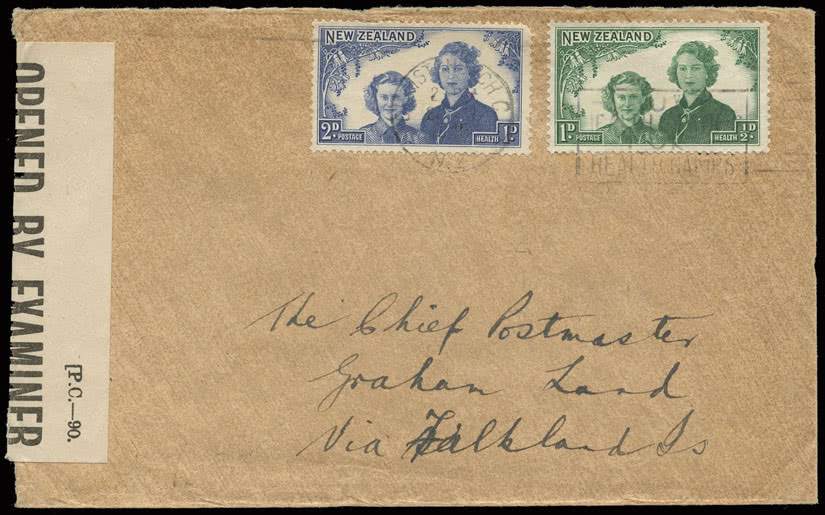 OPENED BY EXAMINER
[P.C.—90.
NEW ZEALAND
2D POSTAGE HEALTH 1D
NEW ZEALAND
1D POSTAGE HEALTH ½D
N.Z.
HEALTH CAMPS
The Chief Postmaster
Graham Land
Via Falkland Is